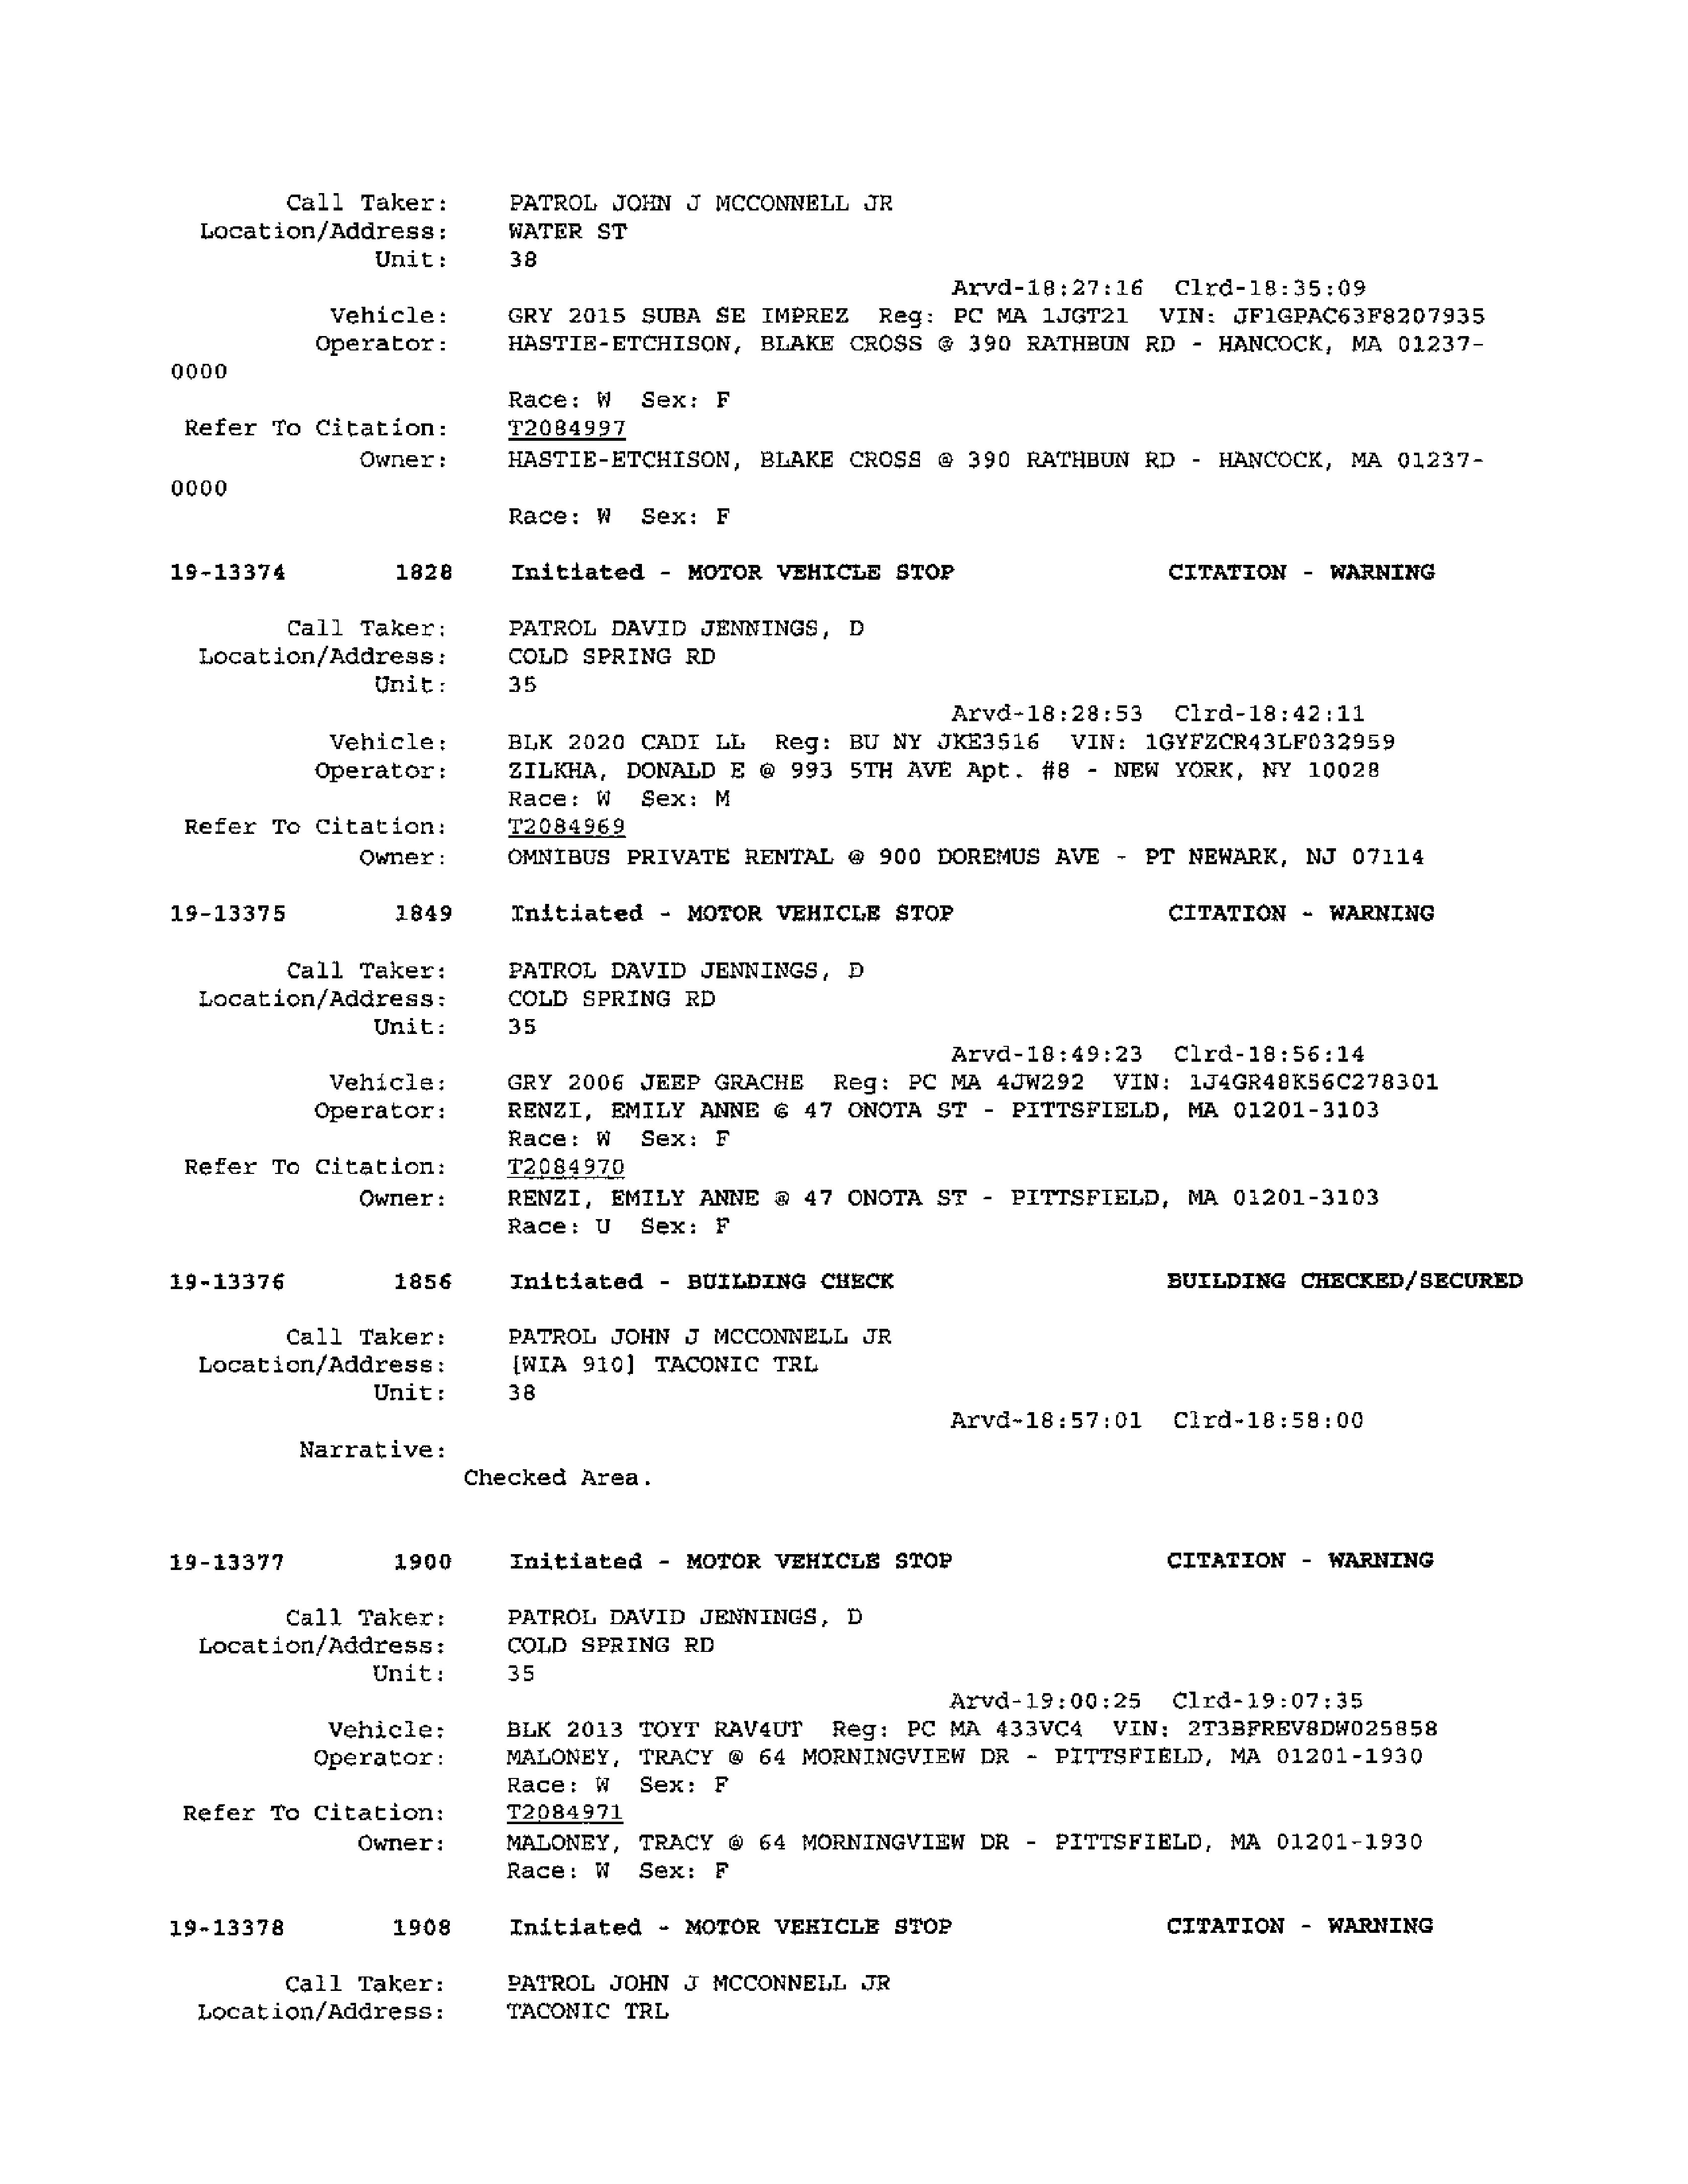 Call Taker: PATROL JOHN J MCCONNELL JR
Location/Address: WATER ST
Unit: 38
Arvd-18:27:16 Clrd-18:35:09
Vehicle: GRY 2015 SUBA SE IMPREZ Reg: PC MA 1JGT21 VIN: JF1GPAC63F8207935
Operator: HASTIE-ETCHISON, BLAKE CROSS @ 390 RATHBUN RD - HANCOCK, MA 01237-
0000
Race: W Sex: F
Refer To Citation: T2084997
Owner: HASTIE-ETCHISON, BLAKE CROSS @ 390 RATHBUN RD - HANCOCK, MA 01237-
0000
Race: W Sex: F
19-13374 1828 Initiated - MOTOR VEHICLE STOP CITATION - WARNING
Call Taker: PATROL DAVID JENNINGS, D
Location/Address: COLD SPRING RD
Unit: 35
Arvd-18:28:53 Clrd-18:42:11
Vehicle: BLK 2020 CADI LL Reg: BU NY JKE3516 VIN: 1GYFZCR43LF032959
Operator: ZILKHA, DONALD E @ 993 5TH AVE Apt. #8 - NEW YORK, NY 10028
Race: W Sex: M
Refer To Citation: T2084969
Owner: OMNIBUS PRIVATE RENTAL @ 900 DOREMUS AVE - PT NEWARK, NJ 07114
19-13375 1849 Initiated - MOTOR VEHICLE STOP CITATION - WARNING
Call Taker: PATROL DAVID JENNINGS, D
Location/Address: COLD SPRING RD
Unit: 35
Arvd-18:49:23 Clrd-18:56:14
Vehicle: GRY 2006 JEEP GRACHE Reg: PC MA 4JW292 VIN: 1J4GR48K56C278301
Operator: RENZI, EMILY ANNE @ 47 ONOTA ST - PITTSFIELD, MA 01201-3103
Race: W Sex: F
Refer To Citation: T2084970
Owner: RENZI, EMILY ANNE @ 47 ONOTA ST - PITTSFIELD, MA 01201-3103
Race: U Sex: F
19-13376 1856 Initiated - BUILDING CHECK BUILDING CHECKED/SECURED
Call Taker: PATROL JOHN J MCCONNELL JR
Location/Address: [WIA 910] TACONIC TRL
Unit: 38
Arvd-18:57:01 Clrd-18:58:00
Narrative:
Checked Area.
19-13377 1900 Initiated - MOTOR VEHICLE STOP CITATION - WARNING
Call Taker: PATROL DAVID JENNINGS, D
Location/Address: COLD SPRING RD
Unit: 35
Arvd-19:00:25 Clrd-19:07:35
Vehicle: BLK 2013 TOYT RAV4UT Reg: PC MA 433VC4 VIN: 2T3BFREV8DW025858
Operator: MALONEY, TRACY @ 64 MORNINGVIEW DR - PITTSFIELD, MA 01201-1930
Race: W Sex: F
Refer To Citation: T2084971
Owner: MALONEY, TRACY @ 64 MORNINGVIEW DR - PITTSFIELD, MA 01201-1930
Race: W Sex: F
19-13378 1908 Initiated - MOTOR VEHICLE STOP CITATION - WARNING
Call Taker: PATROL JOHN J MCCONNELL JR
Location/Address: TACONIC TRL